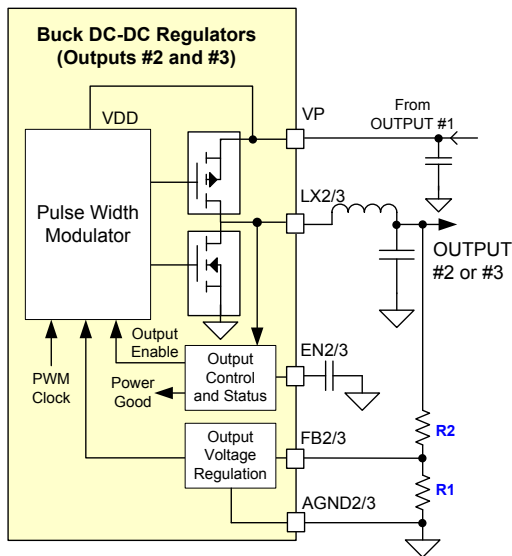 Buck DC-DC Regulators
(Outputs #2 and #3)
VDD
VP
From
OUTPUT #1
Pulse Width
Modulator
LX2/3
OUTPUT
#2 or #3
Output
Enable
PWM
Clock
Power
Good
Output
Control
and Status
EN2/3
Output
Voltage
Regulation
FB2/3
R2
R1
AGND2/3